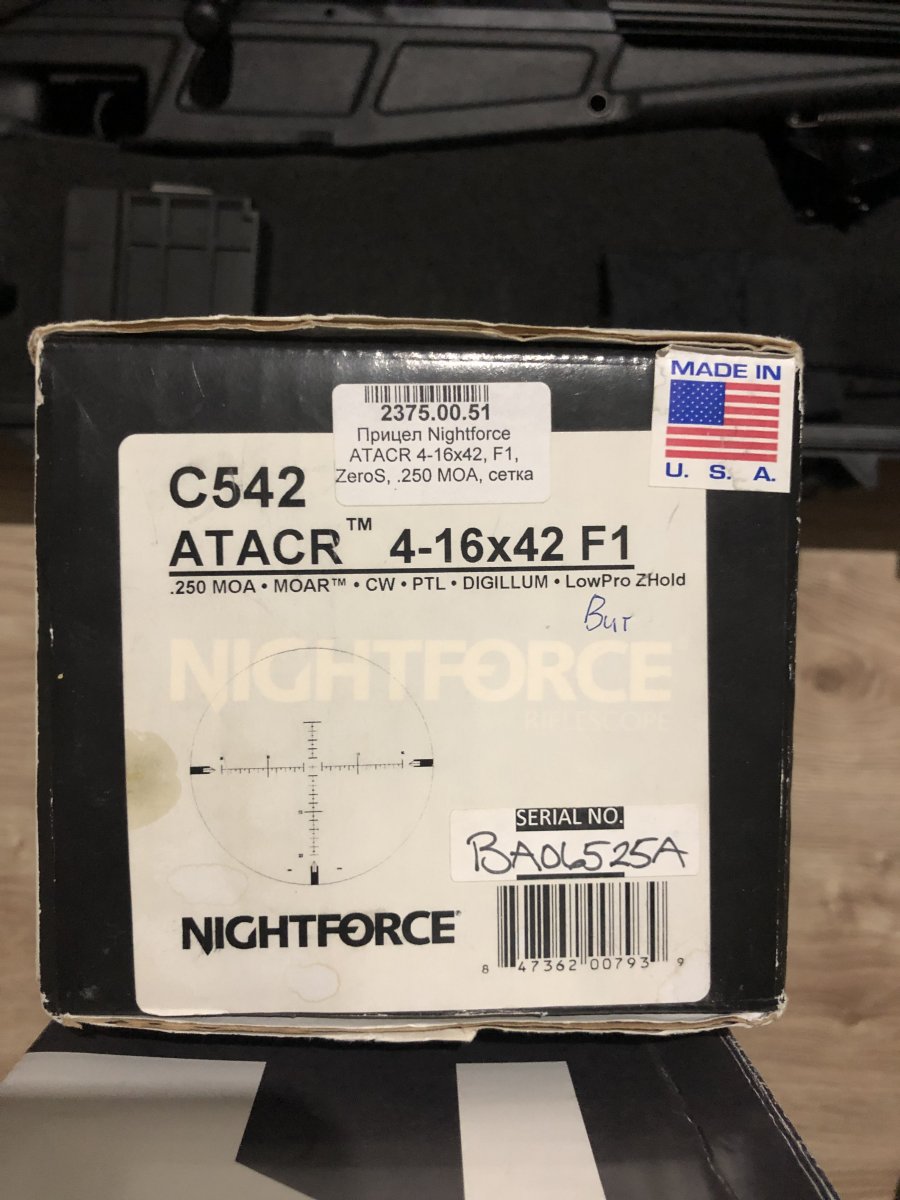 MADE IN
U. S. A.
2375.00.51
Прицел Nightforce
ATACR 4-16x42, F1,
ZeroS, .250 MOA, сетка
C542
ATACR™ 4-16x42 F1
.250 MOA • MOAR™ • CW • PTL • DIGILLUM • LowPro ZHold
Вит
NIGHTFORCE
RIFLESCOPE
SERIAL NO.
BA06525A
NIGHTFORCE®
8 47362 00793 9